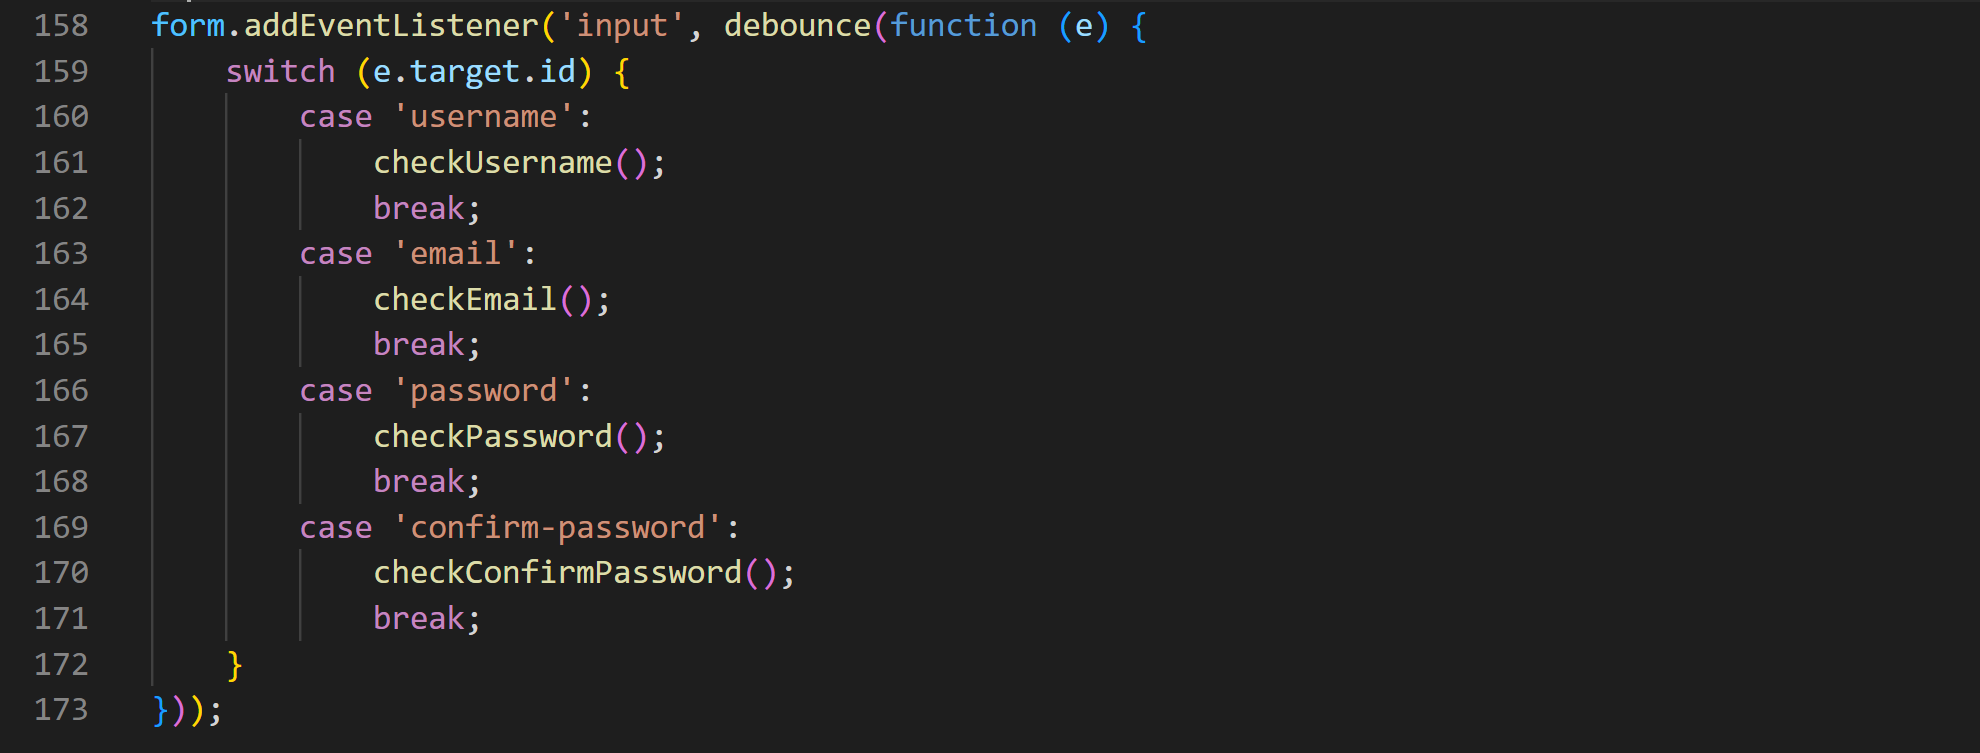 158 form.addEventListener('input', debounce(function (e) {
159     switch (e.target.id) {
160         case 'username':
161             checkUsername();
162             break;
163         case 'email':
164             checkEmail();
165             break;
166         case 'password':
167             checkPassword();
168             break;
169         case 'confirm-password':
170             checkConfirmPassword();
171             break;
172     }
173 }));